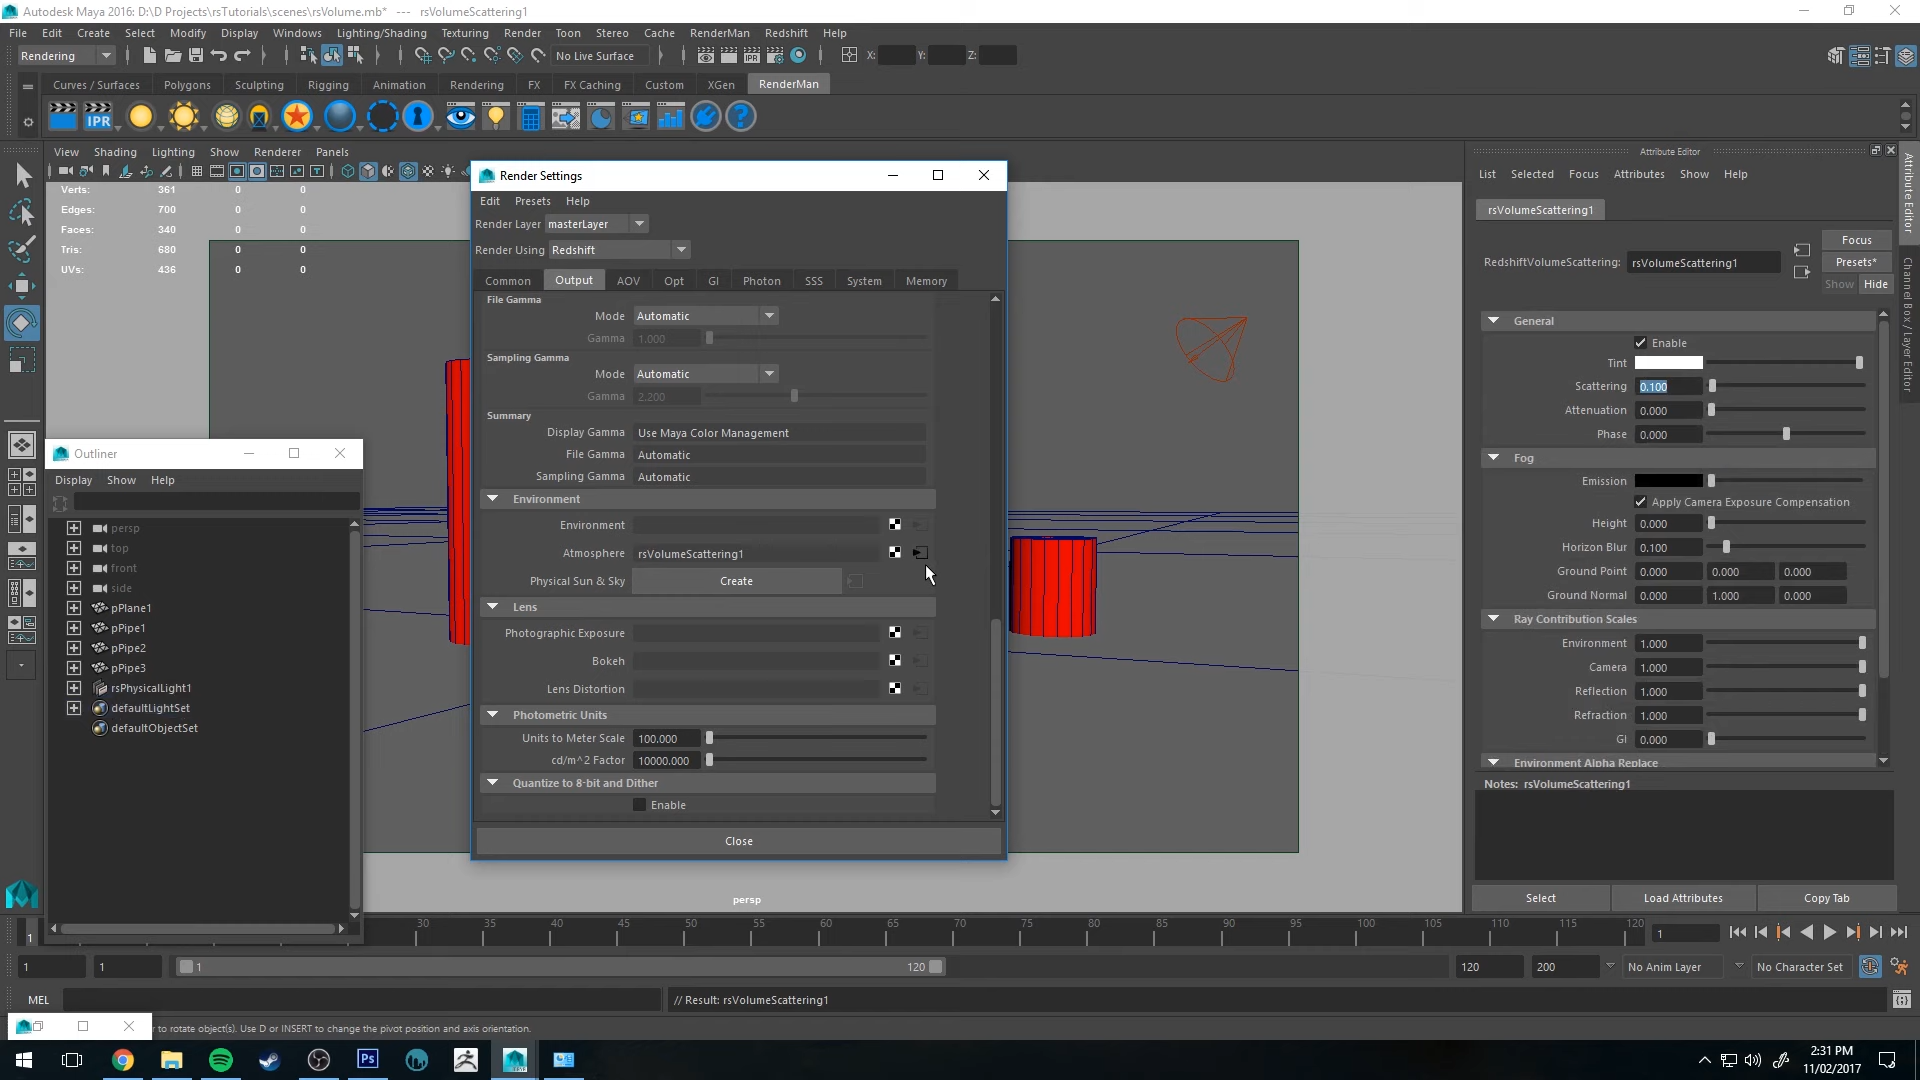 Autodesk Maya 2016: D:\D Projects\rsTutorials\scenes\rsVolume.mb* --- rsVolumeScattering1
File Edit Create Select Modify Display Windows Lighting/Shading Texturing Render Toon Stereo Cache RenderMan Redshift Help
Rendering No Live Surface X: Y: Z:
Curves / Surfaces Polygons Sculpting Rigging Animation Rendering FX FX Caching Custom XGen RenderMan
IPR
View Shading Lighting Show Renderer Panels
Verts: 361 0 0
Edges: 700 0 0
Faces: 340 0 0
Tris: 680 0 0
UVs: 436 0 0
persp
Outliner
Display Show Help
persp
top
front
side
pPlane1
pPipe1
pPipe2
pPipe3
rsPhysicalLight1
defaultLightSet
defaultObjectSet
Render Settings
Edit Presets Help
Render Layer masterLayer
Render Using Redshift
Common Output AOV Opt GI Photon SSS System Memory
File Gamma
Mode Automatic
Gamma 1.000
Sampling Gamma
Mode Automatic
Gamma 2.200
Summary
Display Gamma Use Maya Color Management
File Gamma Automatic
Sampling Gamma Automatic
Environment
Environment
Atmosphere rsVolumeScattering1
Physical Sun & Sky Create
Lens
Photographic Exposure
Bokeh
Lens Distortion
Photometric Units
Units to Meter Scale 100.000
cd/m^2 Factor 10000.000
Quantize to 8-bit and Dither
Enable
Close
Attribute Editor
List Selected Focus Attributes Show Help
rsVolumeScattering1
RedshiftVolumeScattering: rsVolumeScattering1
Focus
Presets*
Show Hide
General
Enable
Tint
Scattering 0.100
Attenuation 0.000
Phase 0.000
Fog
Emission
Apply Camera Exposure Compensation
Height 0.000
Horizon Blur 0.100
Ground Point 0.000 0.000 0.000
Ground Normal 0.000 1.000 0.000
Ray Contribution Scales
Environment 1.000
Camera 1.000
Reflection 1.000
Refraction 1.000
GI 0.000
Environment Alpha Replace
Notes: rsVolumeScattering1
Select Load Attributes Copy Tab
Attribute Editor
Channel Box / Layer Editor
1 30 35 40 45 50 55 60 65 70 75 80 85 90 95 100 105 110 115 120 1
1 1 1 120 120 200 No Anim Layer No Character Set
MEL // Result: rsVolumeScattering1
r to rotate object(s). Use D or INSERT to change the pivot position and axis orientation.
Ps
2:31 PM
11/02/2017